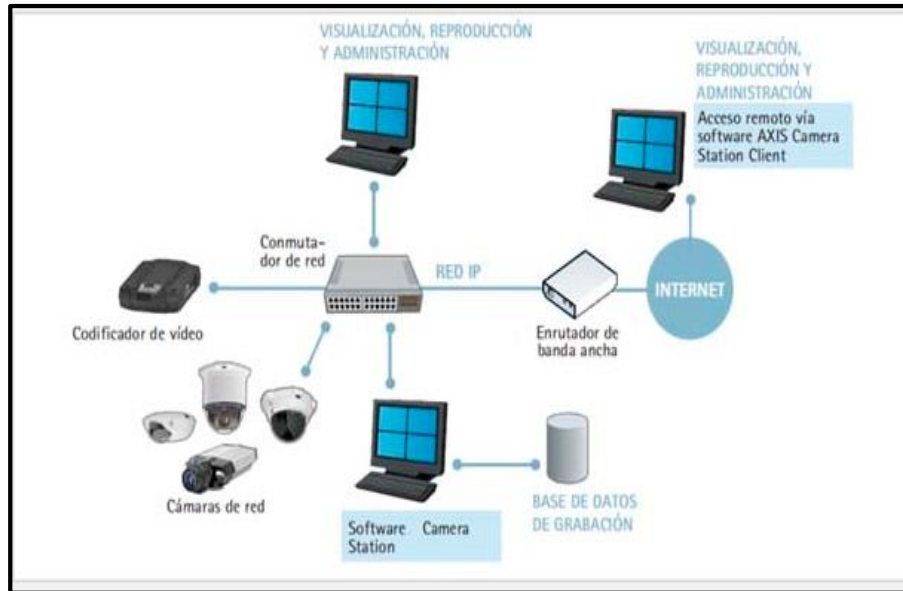 VISUALIZACIÓN, REPRODUCCIÓN
Y ADMINISTRACIÓN
VISUALIZACIÓN,
REPRODUCCIÓN Y
ADMINISTRACIÓN
Acceso remoto vía
software AXIS Camera
Station Client
Conmuta-
dor de red
RED IP
INTERNET
Codificador de vídeo
Enrutador de
banda ancha
Cámaras de red
Software Camera
Station
BASE DE DATOS
DE GRABACIÓN